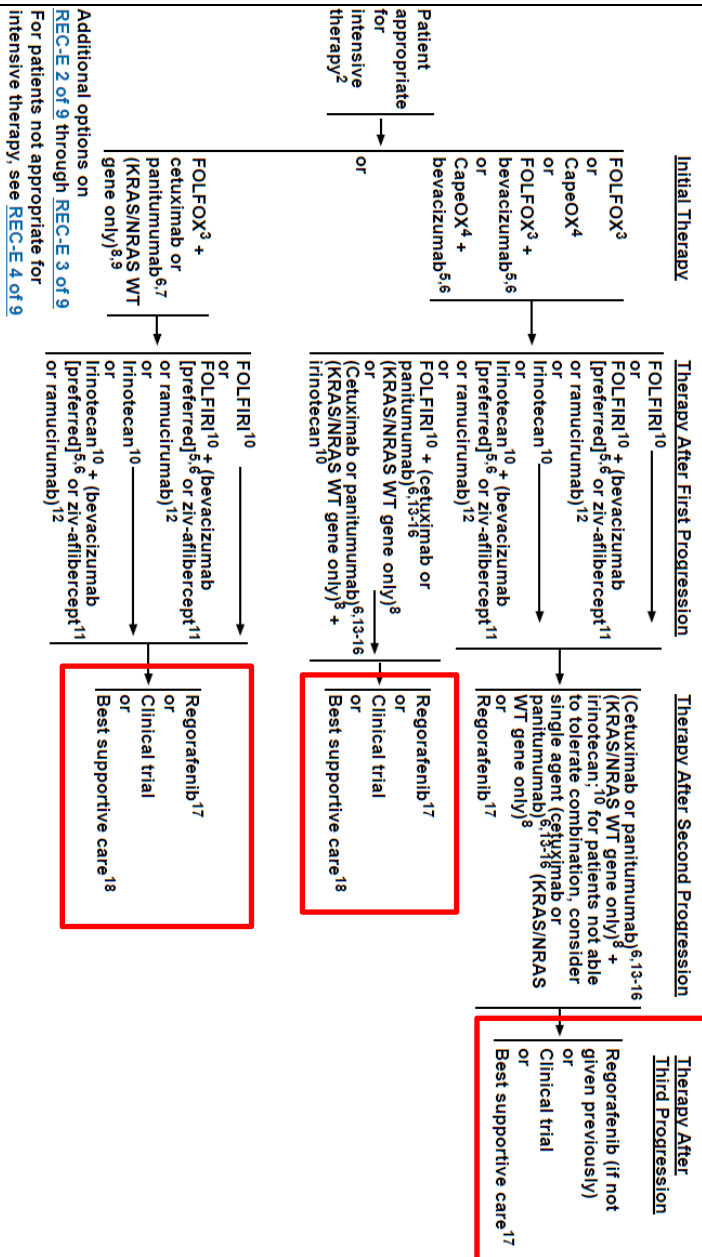 Initial Therapy
Therapy After First Progression
Therapy After Second Progression
Therapy After
Third Progression
Patient
appropriate
for
intensive
therapy2
FOLFOX3
or
CapeOX4
or
FOLFOX3 +
bevacizumab5,6
or
CapeOX4 +
bevacizumab5,6
or
FOLFOX3 +
cetuximab or
panitumumab6,7
(KRAS/NRAS WT
gene only)8,9
FOLFIRI10
or
FOLFIRI10 + (bevacizumab
[preferred]5,6 or ziv-aflibercept11
or ramucirumab)12
or
Irinotecan10
or
Irinotecan10 + (bevacizumab
[preferred]5,6 or ziv-aflibercept11
or ramucirumab)12
or
FOLFIRI10 + (cetuximab or
panitumumab)6,13-16
(KRAS/NRAS WT gene only)8
or
(Cetuximab or panitumumab)6,13-16
(KRAS/NRAS WT gene only)8 +
irinotecan10
FOLFIRI10
or
FOLFIRI10 + (bevacizumab
[preferred]5,6 or ziv-aflibercept11
or ramucirumab)12
or
Irinotecan10
or
Irinotecan10 + (bevacizumab
[preferred]5,6 or ziv-aflibercept11
or ramucirumab)12
(Cetuximab or panitumumab)6,13-16
(KRAS/NRAS WT gene only)8 +
irinotecan;10 for patients not able
to tolerate combination, consider
single agent (cetuximab or
panitumumab)6,13-16 (KRAS/NRAS
WT gene only)8
or
Regorafenib17
Regorafenib17
or
Clinical trial
or
Best supportive care18
Regorafenib17
or
Clinical trial
or
Best supportive care18
Regorafenib (if not
given previously)
or
Clinical trial
or
Best supportive care17
Additional options on
REC-E 2 of 9 through REC-E 3 of 9
For patients not appropriate for
intensive therapy, see REC-E 4 of 9